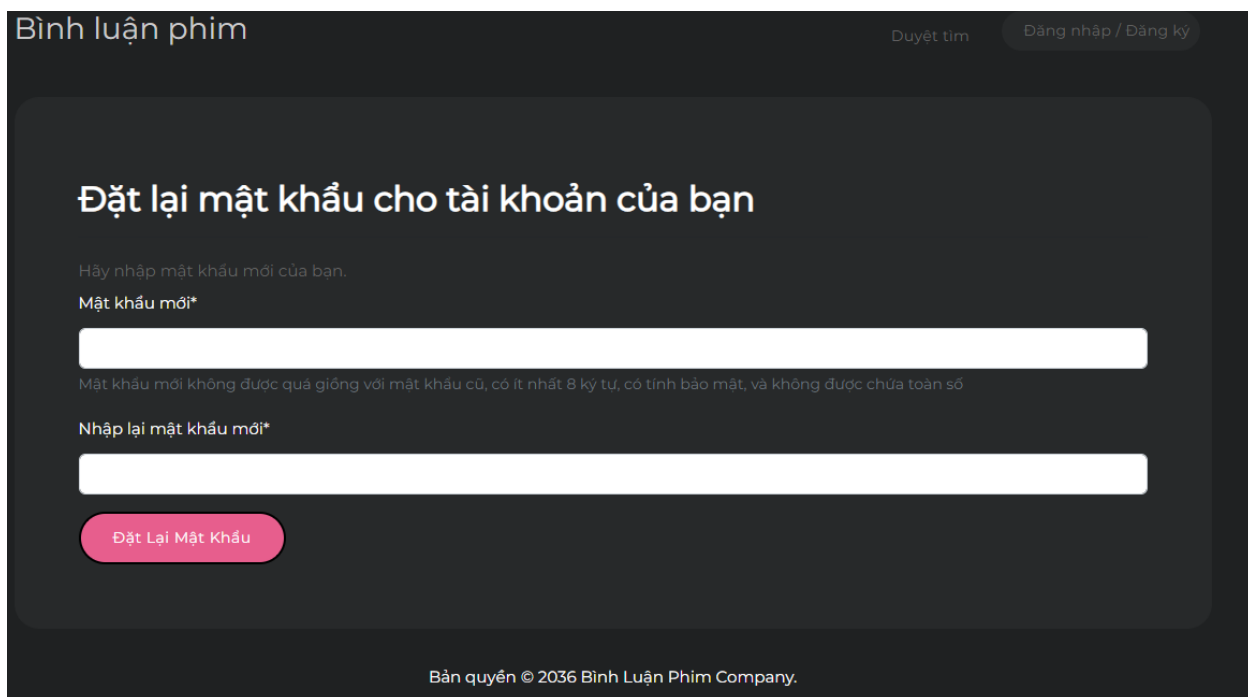 Bình luận phim
Duyệt tìm
Đăng nhập / Đăng ký
Đặt lại mật khẩu cho tài khoản của bạn
Hãy nhập mật khẩu mới của bạn.
Mật khẩu mới*
Mật khẩu mới không được quá giống với mật khẩu cũ, có ít nhất 8 ký tự, có tính bảo mật, và không được chứa toàn số
Nhập lại mật khẩu mới*
Đặt Lại Mật Khẩu
Bản quyền © 2036 Bình Luận Phim Company.